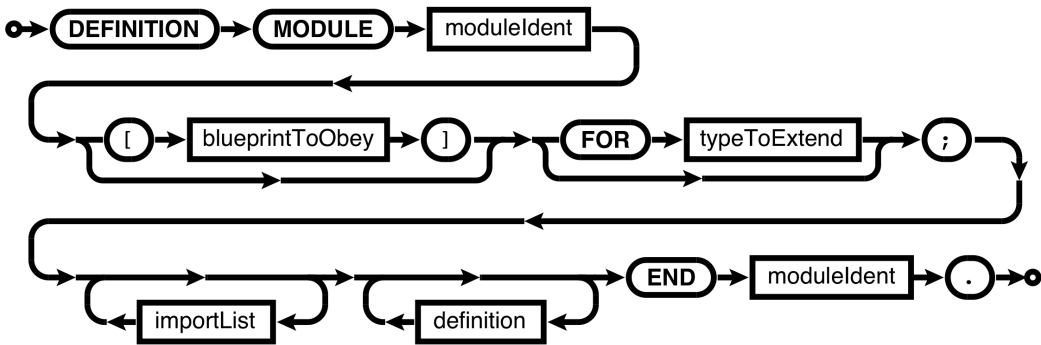 DEFINITION MODULE moduleIdent
[ blueprintToObey ] FOR typeToExtend ;
END moduleIdent .
importList definition